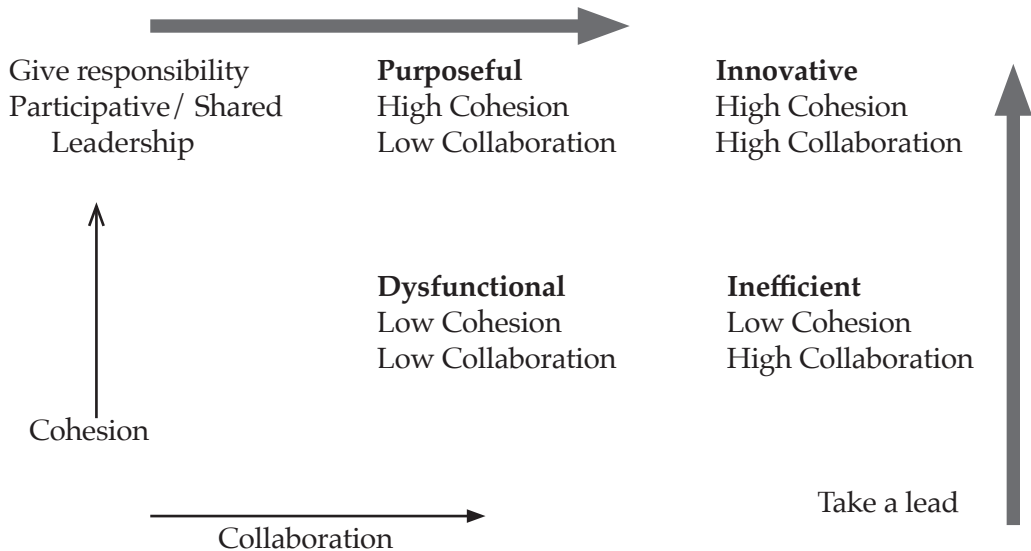 Give responsibility
Participative/ Shared
Leadership
Purposeful
High Cohesion
Low Collaboration
Innovative
High Cohesion
High Collaboration
Dysfunctional
Low Cohesion
Low Collaboration
Inefficient
Low Cohesion
High Collaboration
Cohesion
Take a lead
Collaboration